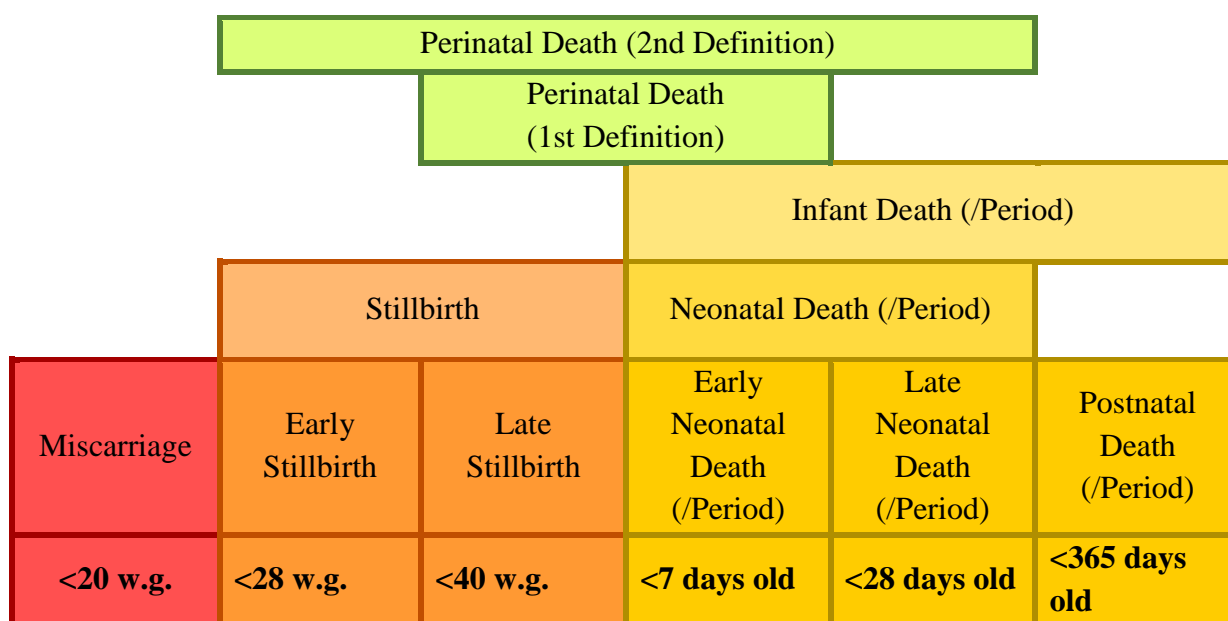 Perinatal Death (2nd Definition)
Perinatal Death
(1st Definition)
Infant Death (/Period)
Stillbirth
Neonatal Death (/Period)
Miscarriage
Early
Stillbirth
Late
Stillbirth
Early
Neonatal
Death
(/Period)
Late
Neonatal
Death
(/Period)
Postnatal
Death
(/Period)
<20 w.g.
<28 w.g.
<40 w.g.
<7 days old
<28 days old
<365 days
old